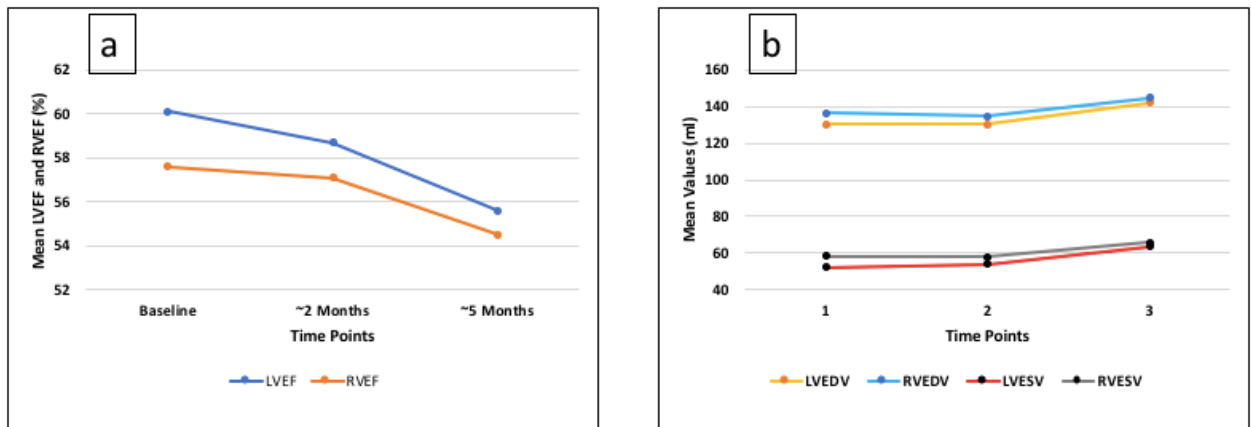 a
62
60
58
56
54
52
Mean LVEF and RVEF (%)
Baseline
~2 Months
~5 Months
Time Points
LVEF
RVEF
b
160
140
120
100
80
60
40
Mean Values (ml)
1
2
3
Time Points
LVEDV
RVEDV
LVESV
RVESV